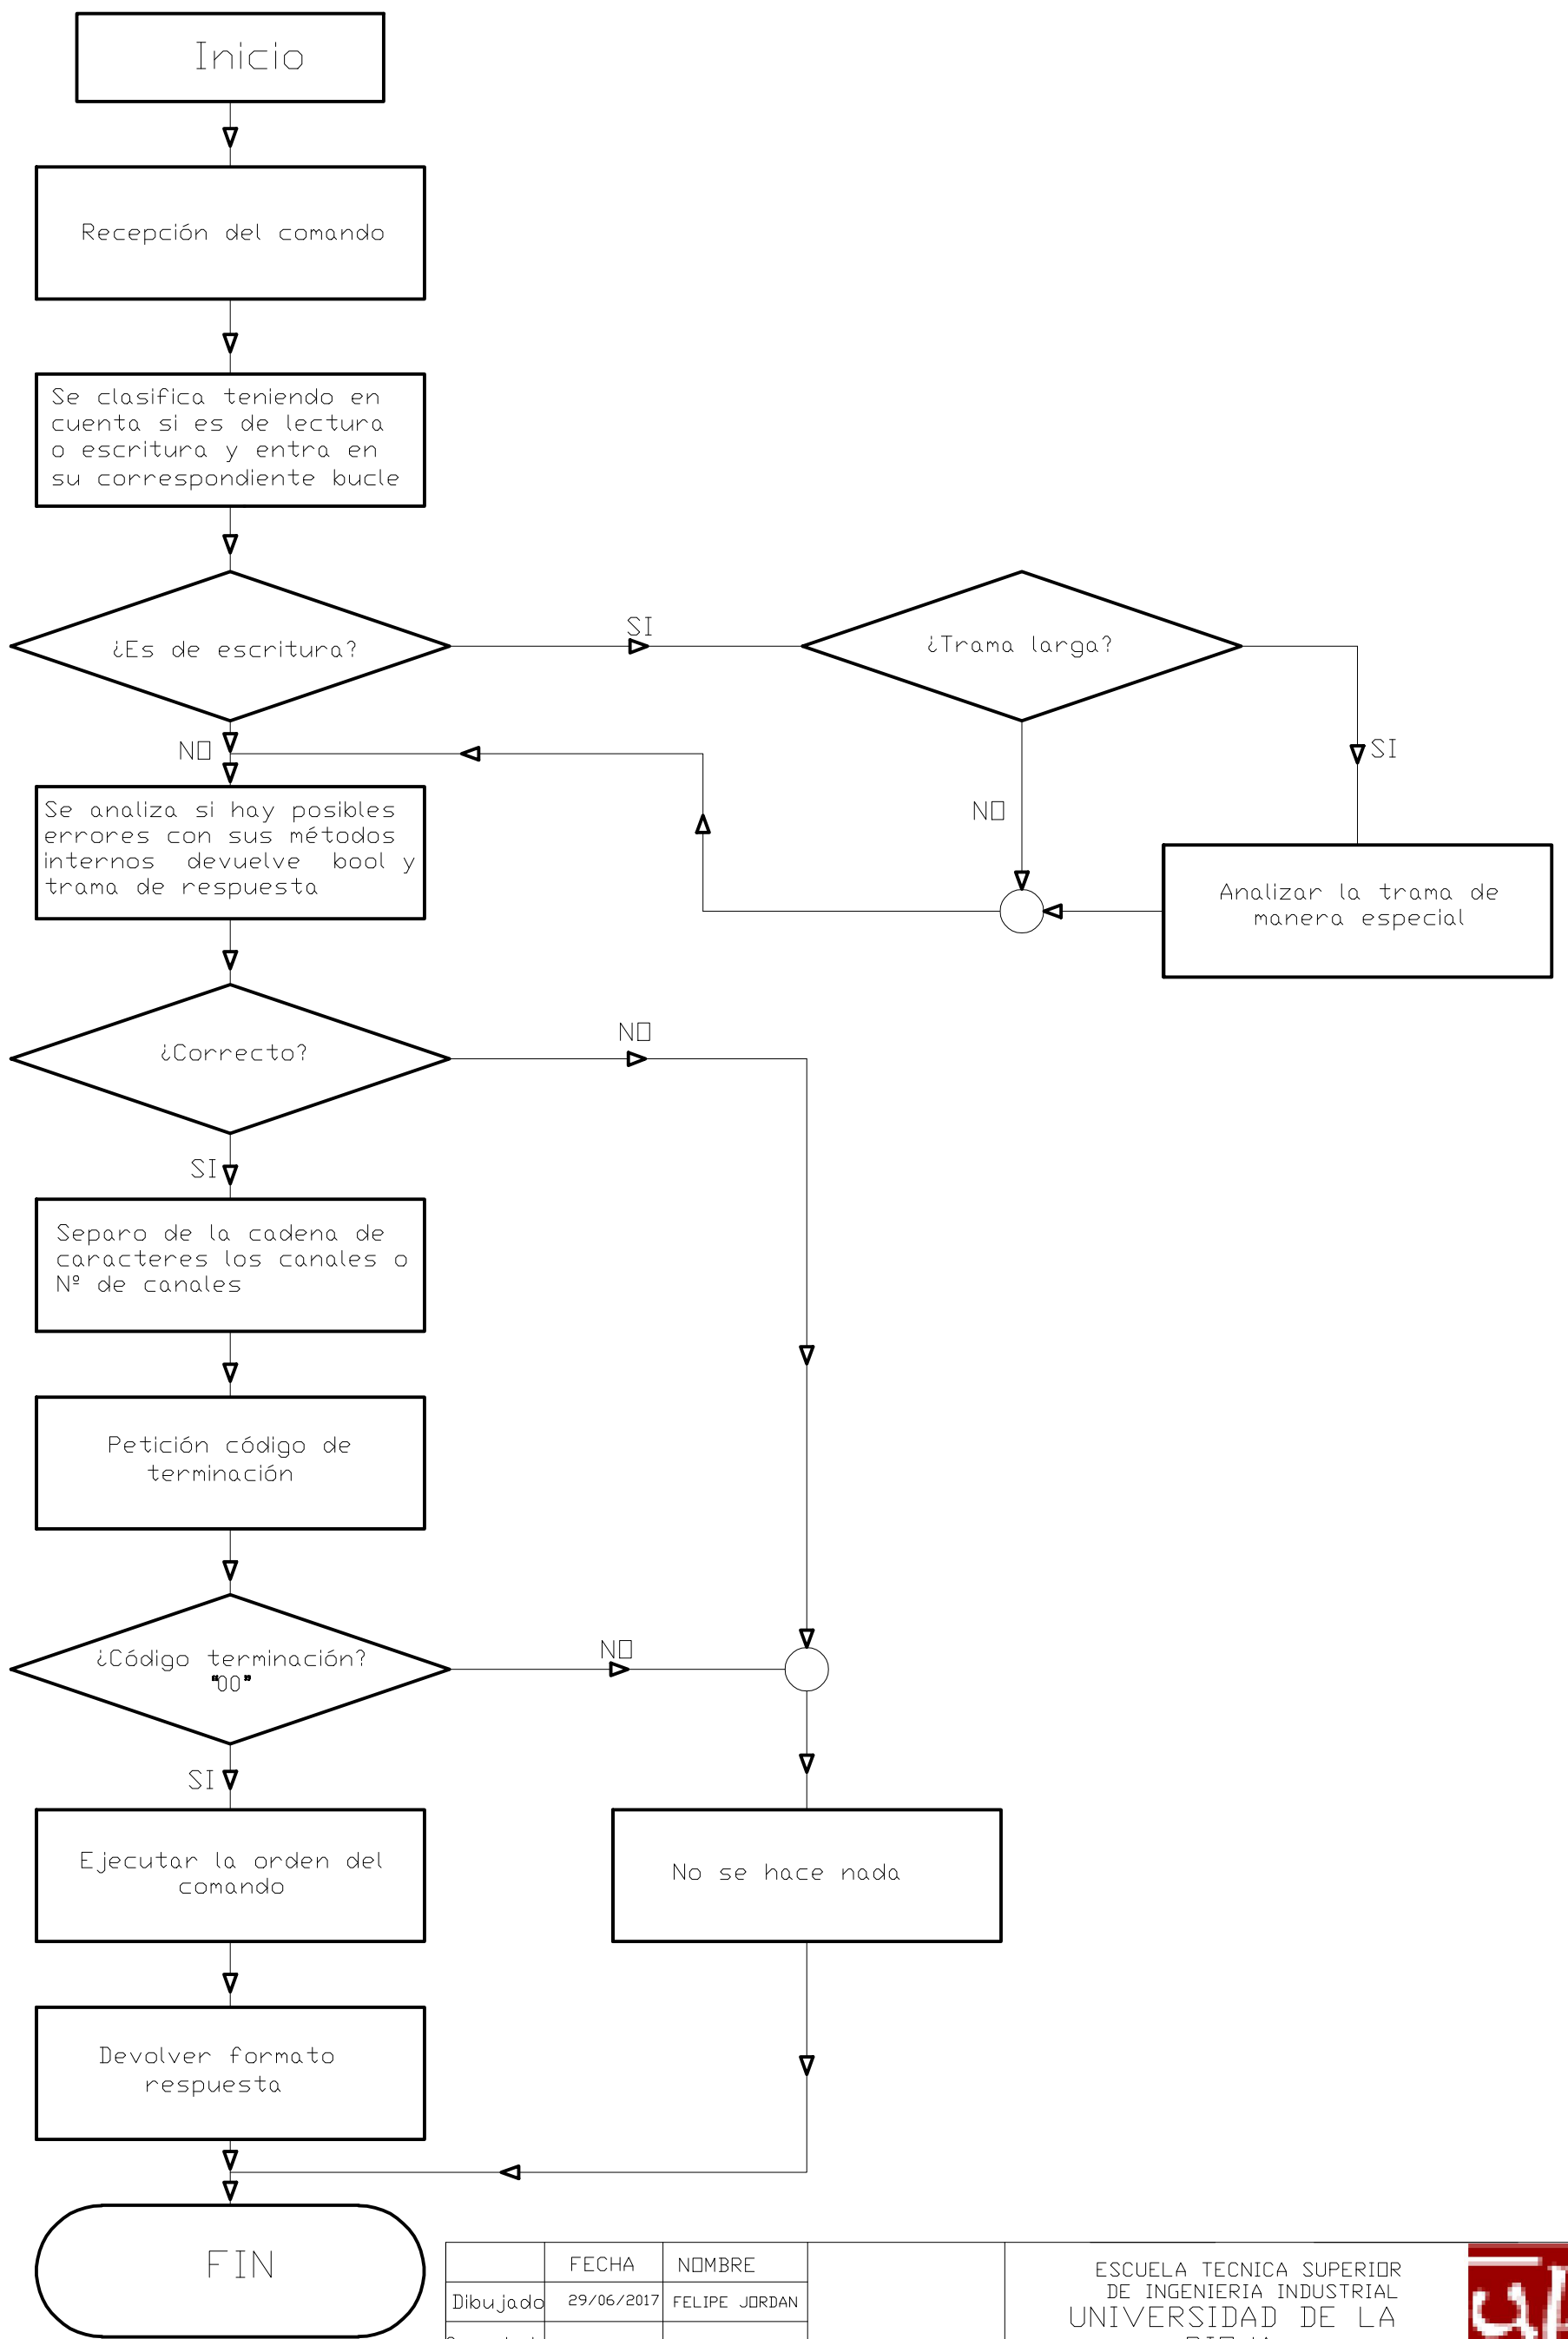 Inicio
Recepción del comando
Se clasifica teniendo en
cuenta si es de lectura
o escritura y entra en
su correspondiente bucle
¿Es de escritura?
SI
¿Trama larga?
NO
SI
Se analiza si hay posibles
errores con sus métodos
internos devuelve bool y
trama de respuesta
NO
Analizar la trama de
manera especial
¿Correcto?
NO
SI
Separo de la cadena de
caracteres los canales o
Nº de canales
Petición código de
terminación
¿Código terminación?
"00"
NO
SI
Ejecutar la orden del
comando
No se hace nada
Devolver formato
respuesta
FIN
FECHA NOMBRE
Dibujado 29/06/2017 FELIPE JORDAN
ESCUELA TECNICA SUPERIOR
DE INGENIERIA INDUSTRIAL
UNIVERSIDAD DE LA